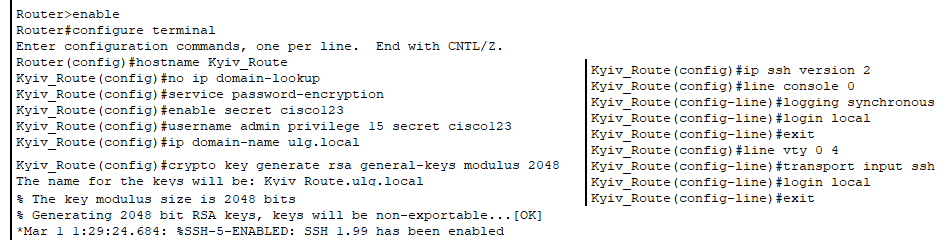 Router>enable
Router#configure terminal
Enter configuration commands, one per line.  End with CNTL/Z.
Router(config)#hostname Kyiv_Route
Kyiv_Route(config)#no ip domain-lookup
Kyiv_Route(config)#service password-encryption
Kyiv_Route(config)#enable secret cisco123
Kyiv_Route(config)#username admin privilege 15 secret cisco123
Kyiv_Route(config)#ip domain-name ulg.local
Kyiv_Route(config)#crypto key generate rsa general-keys modulus 2048
The name for the keys will be: Kyiv_Route.ulg.local
% The key modulus size is 2048 bits
% Generating 2048 bit RSA keys, keys will be non-exportable...[OK]
*Mar 1 1:29:24.684: %SSH-5-ENABLED: SSH 1.99 has been enabled
Kyiv_Route(config)#ip ssh version 2
Kyiv_Route(config)#line console 0
Kyiv_Route(config-line)#logging synchronous
Kyiv_Route(config-line)#login local
Kyiv_Route(config-line)#exit
Kyiv_Route(config)#line vty 0 4
Kyiv_Route(config-line)#transport input ssh
Kyiv_Route(config-line)#login local
Kyiv_Route(config-line)#exit